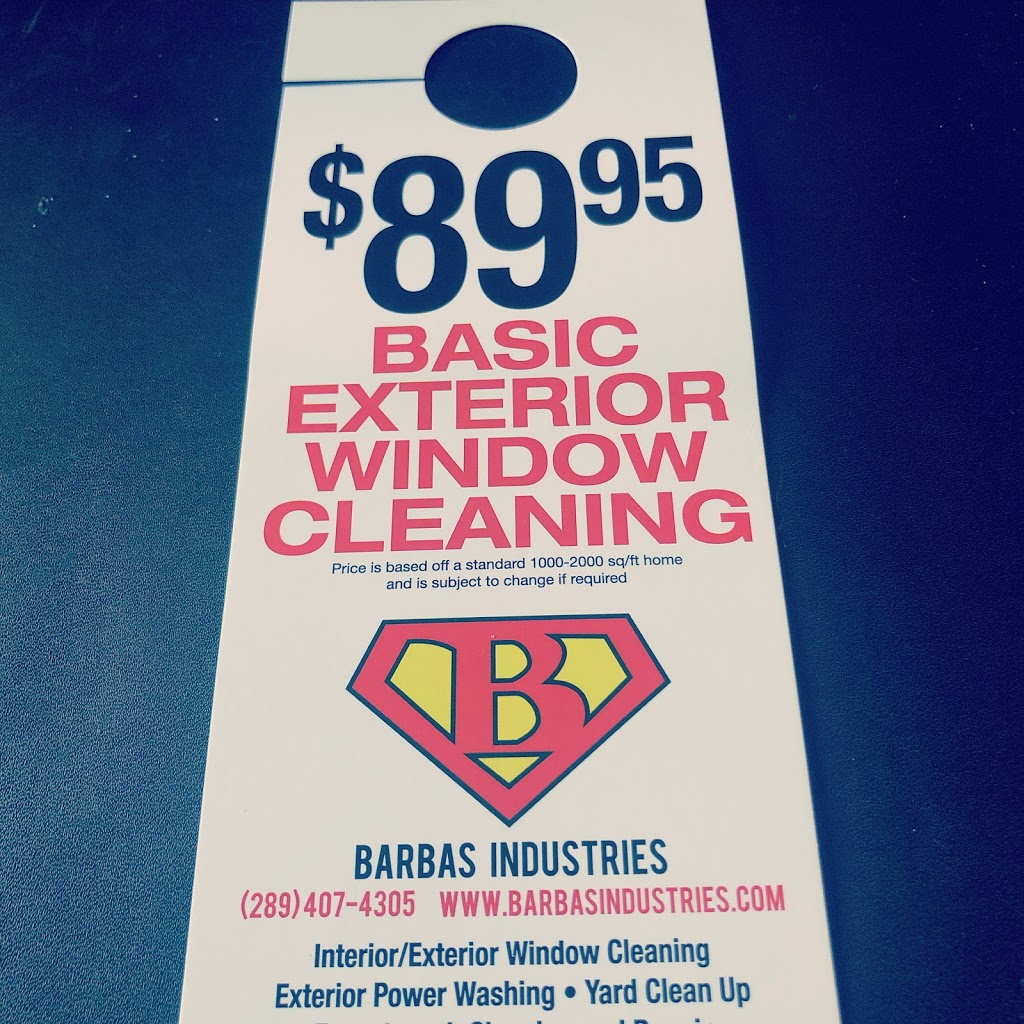 $89.95
BASIC
EXTERIOR
WINDOW
CLEANING
Price is based off a standard 1000-2000 sq/ft home
and is subject to change if required
B
BARBAS INDUSTRIES
(289)407-4305 WWW.BARBASINDUSTRIES.COM
Interior/Exterior Window Cleaning
Exterior Power Washing • Yard Clean Up